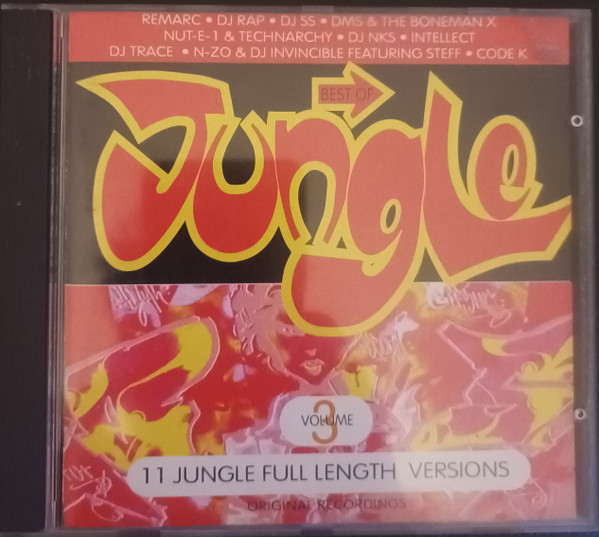 REMARC • DJ RAP • DJ SS • DMS & THE BONEMAN X
NUT-E-1 & TECHNARCHY • DJ NKS • INTELLECT
DJ TRACE • N-ZO & DJ INVINCIBLE FEATURING STEFF • CODE K
BEST OF
JUNGLE
3
VOLUME
11 JUNGLE FULL LENGTH VERSIONS
ORIGINAL RECORDINGS